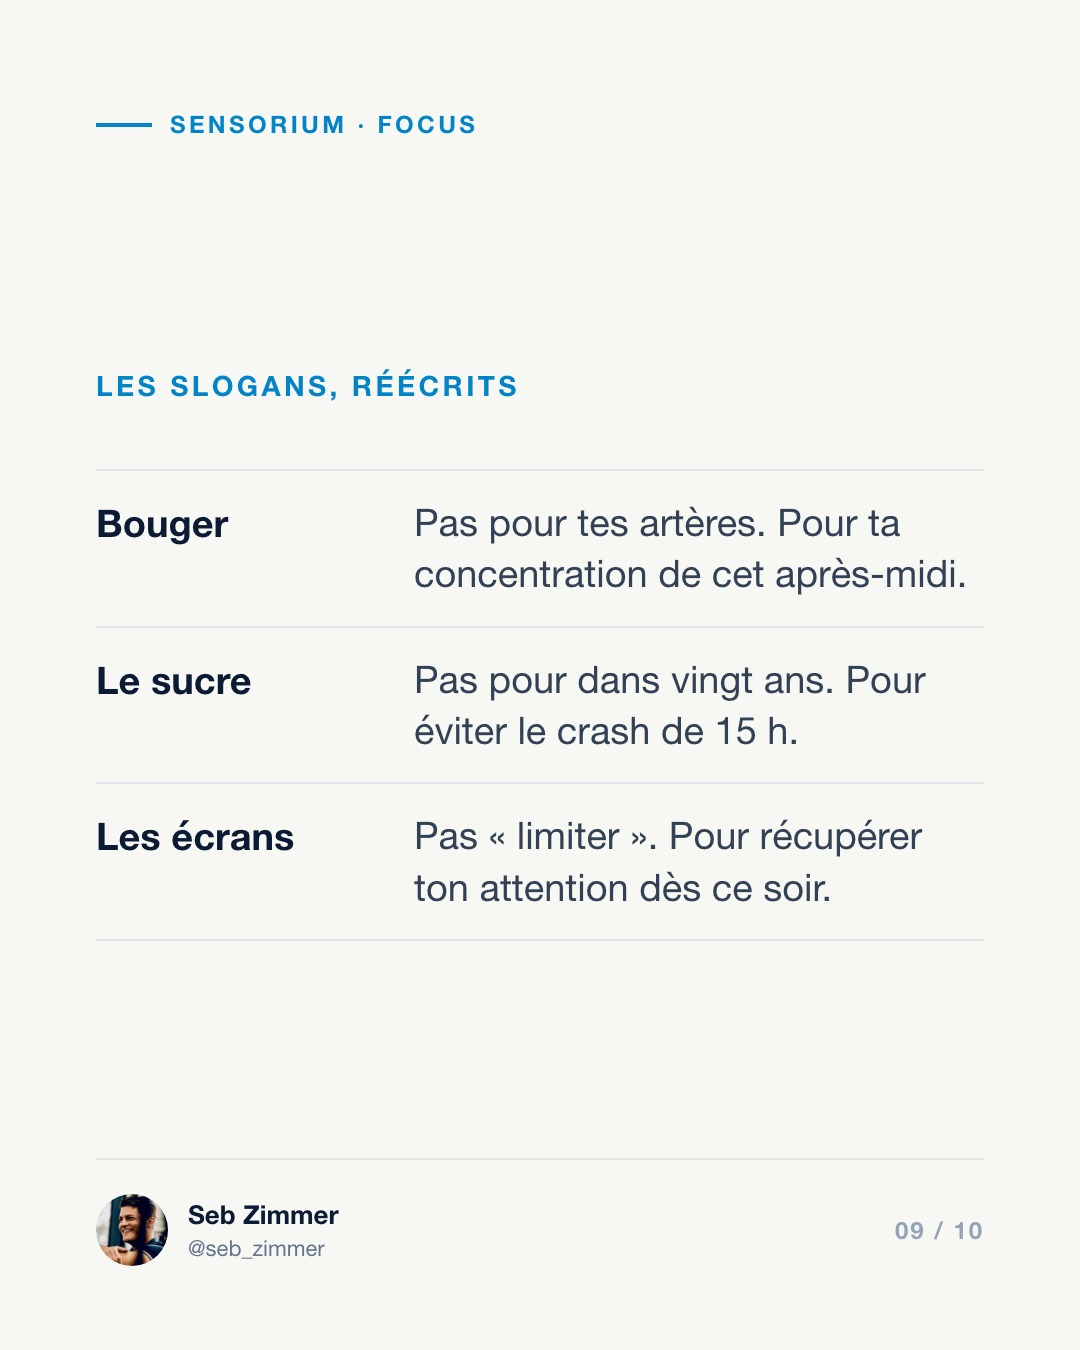 SENSORIUM · FOCUS
LES SLOGANS, RÉÉCRITS
Bouger
Pas pour tes artères. Pour ta
concentration de cet après-midi.
Le sucre
Pas pour dans vingt ans. Pour
éviter le crash de 15 h.
Les écrans
Pas « limiter ». Pour récupérer
ton attention dès ce soir.
Seb Zimmer
@seb_zimmer
09 / 10